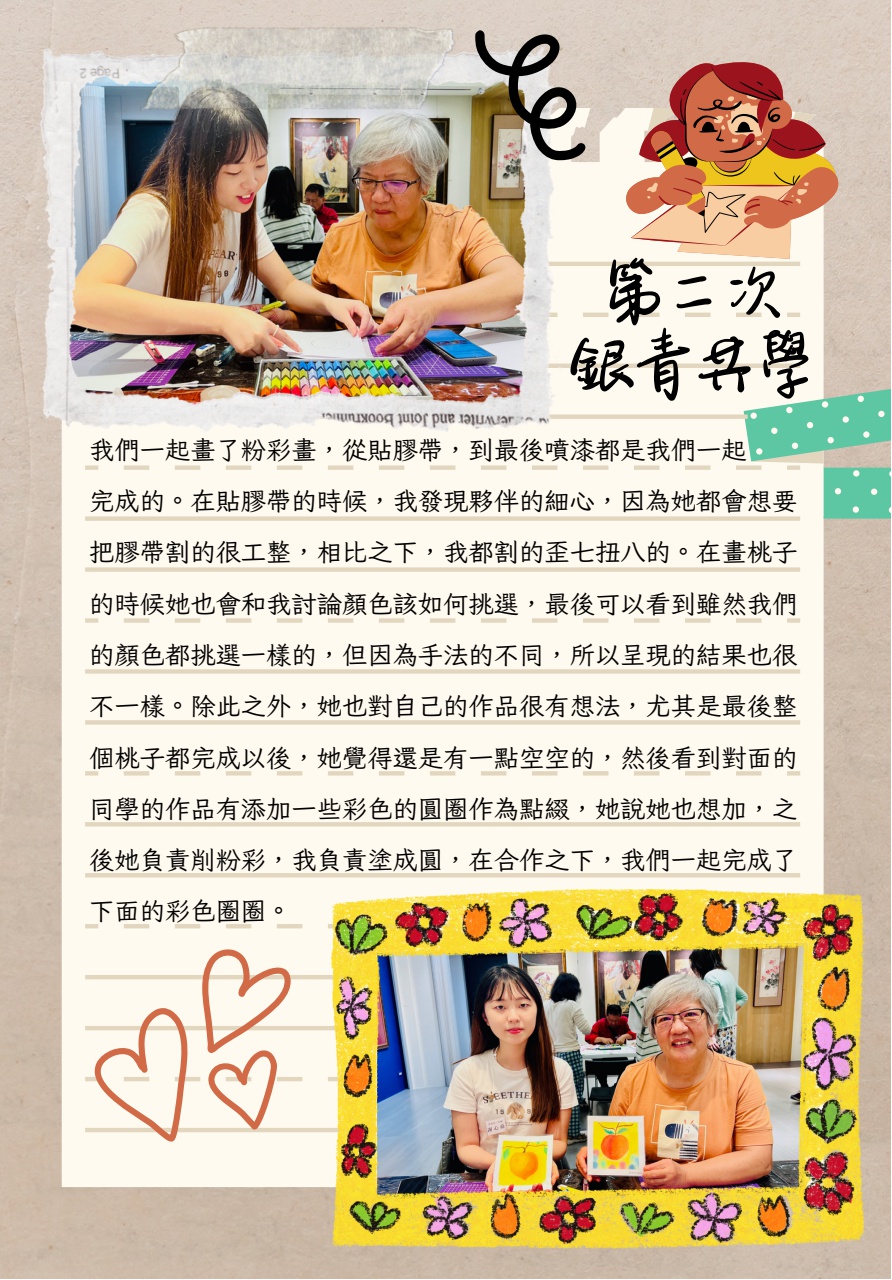 Page 2
第二次
銀青共學
derwriter and Joint Bookrunner
我們一起畫了粉彩畫，從貼膠帶，到最後噴漆都是我們一起
完成的。在貼膠帶的時候，我發現夥伴的細心，因為她都會想要
把膠帶割的很工整，相比之下，我都割的歪七扭八的。在畫桃子
的時候她也會和我討論顏色該如何挑選，最後可以看到雖然我們
的顏色都挑選一樣的，但因為手法的不同，所以呈現的結果也很
不一樣。除此之外，她也對自己的作品很有想法，尤其是最後整
個桃子都完成以後，她覺得還是有一點空空的，然後看到對面的
同學的作品有添加一些彩色的圓圈作為點綴，她說她也想加，之
後她負責削粉彩，我負責塗成圓，在合作之下，我們一起完成了
下面的彩色圈圈。
SWEETHEART